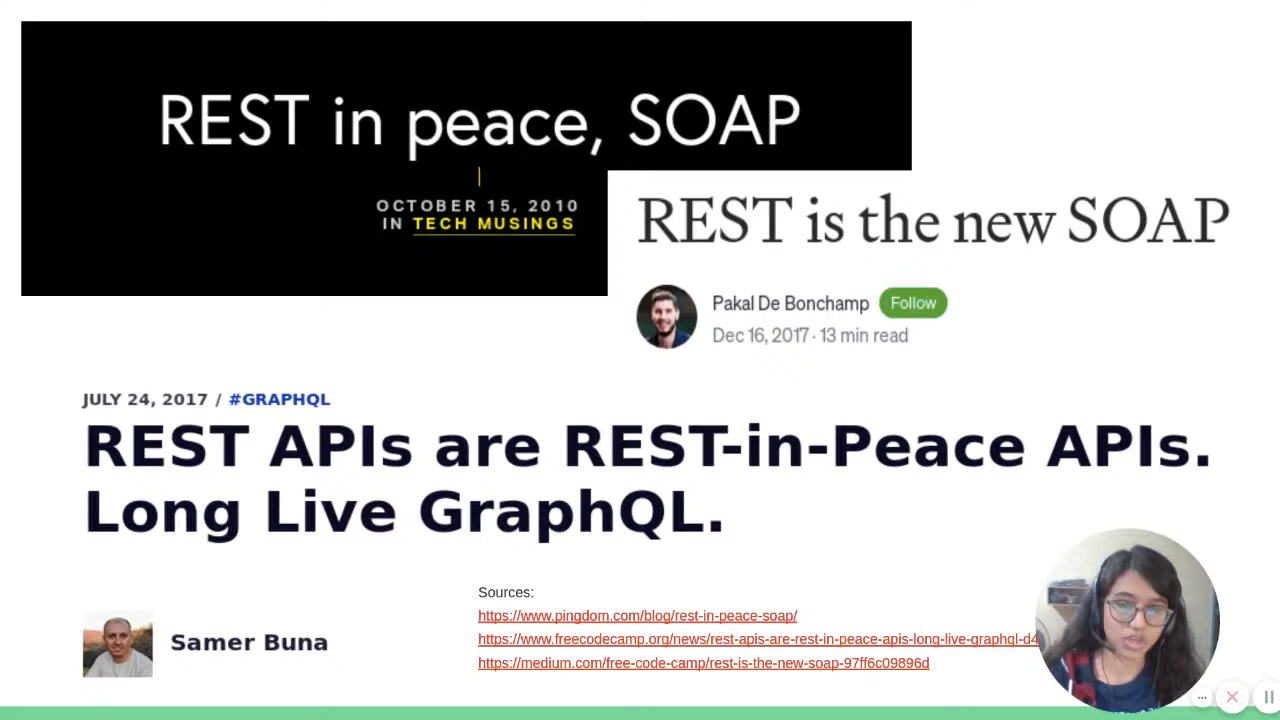 REST in peace, SOAP
OCTOBER 15, 2010
IN TECH MUSINGS
REST is the new SOAP
Pakal De Bonchamp Follow
Dec 16, 2017 · 13 min read
JULY 24, 2017 / #GRAPHQL
REST APIs are REST-in-Peace APIs.
Long Live GraphQL.
Samer Buna
Sources:
https://www.pingdom.com/blog/rest-in-peace-soap/
https://www.freecodecamp.org/news/rest-apis-are-rest-in-peace-apis-long-live-graphql-d4
https://medium.com/free-code-camp/rest-is-the-new-soap-97ff6c09896d